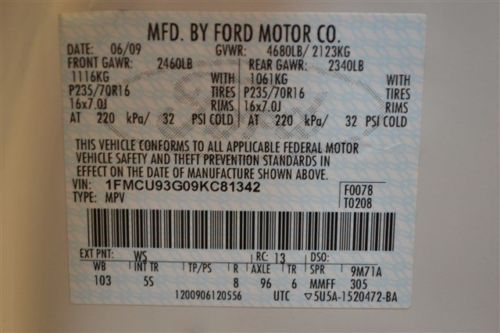 MFD. BY FORD MOTOR CO.
DATE: 06/09 GVWR: 4680LB/ 2123KG
FRONT GAWR: 2460LB REAR GAWR: 2340LB
1116KG WITH 1061KG WITH
P235/70R16 TIRES P235/70R16 TIRES
16x7.0J RIMS 16x7.0J RIMS
AT 220 kPa/ 32 PSI COLD AT 220 kPa/ 32 PSI COLD
THIS VEHICLE CONFORMS TO ALL APPLICABLE FEDERAL MOTOR
VEHICLE SAFETY AND THEFT PREVENTION STANDARDS IN
EFFECT ON THE DATE OF MANUFACTURE SHOWN ABOVE.
VIN: 1FMCU93G09KC81342 F0078
TYPE: MPV T0208
EXT PNT: WS RC: 13 DSO:
WB INT TR TP/PS R AXLE TR SPR 9M71A
103 5S 8 96 6 MMFF 305
1200906120556 UTC ▽5U5A-1520472-BA